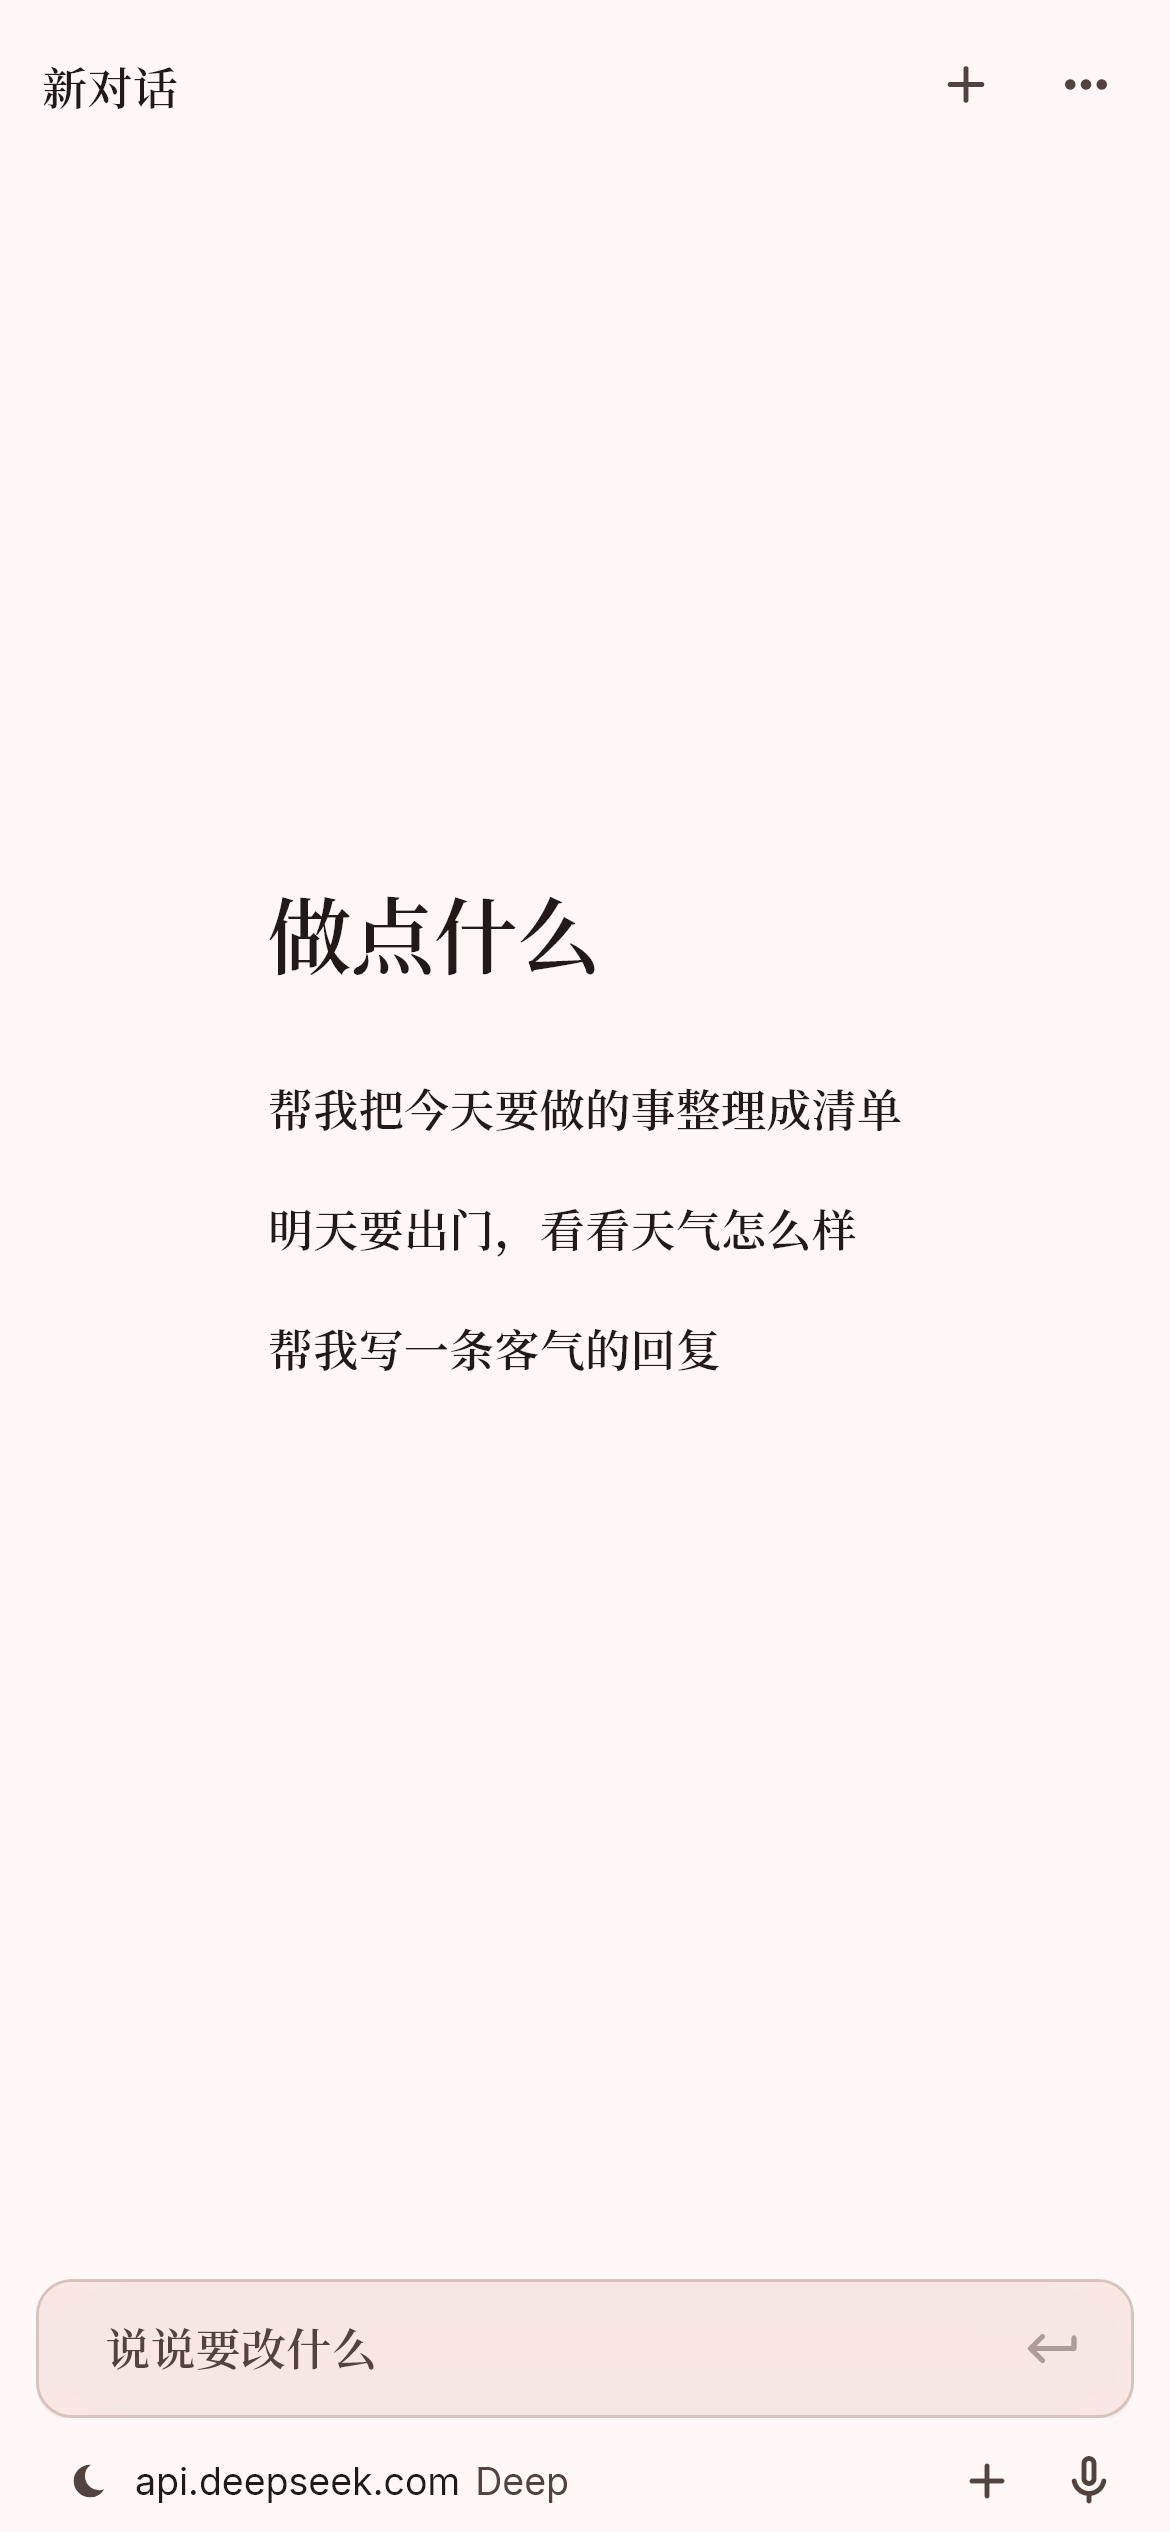 新对话
做点什么
帮我把今天要做的事整理成清单
明天要出门，看看天气怎么样
帮我写一条客气的回复
说说要改什么
api.deepseek.com Deep